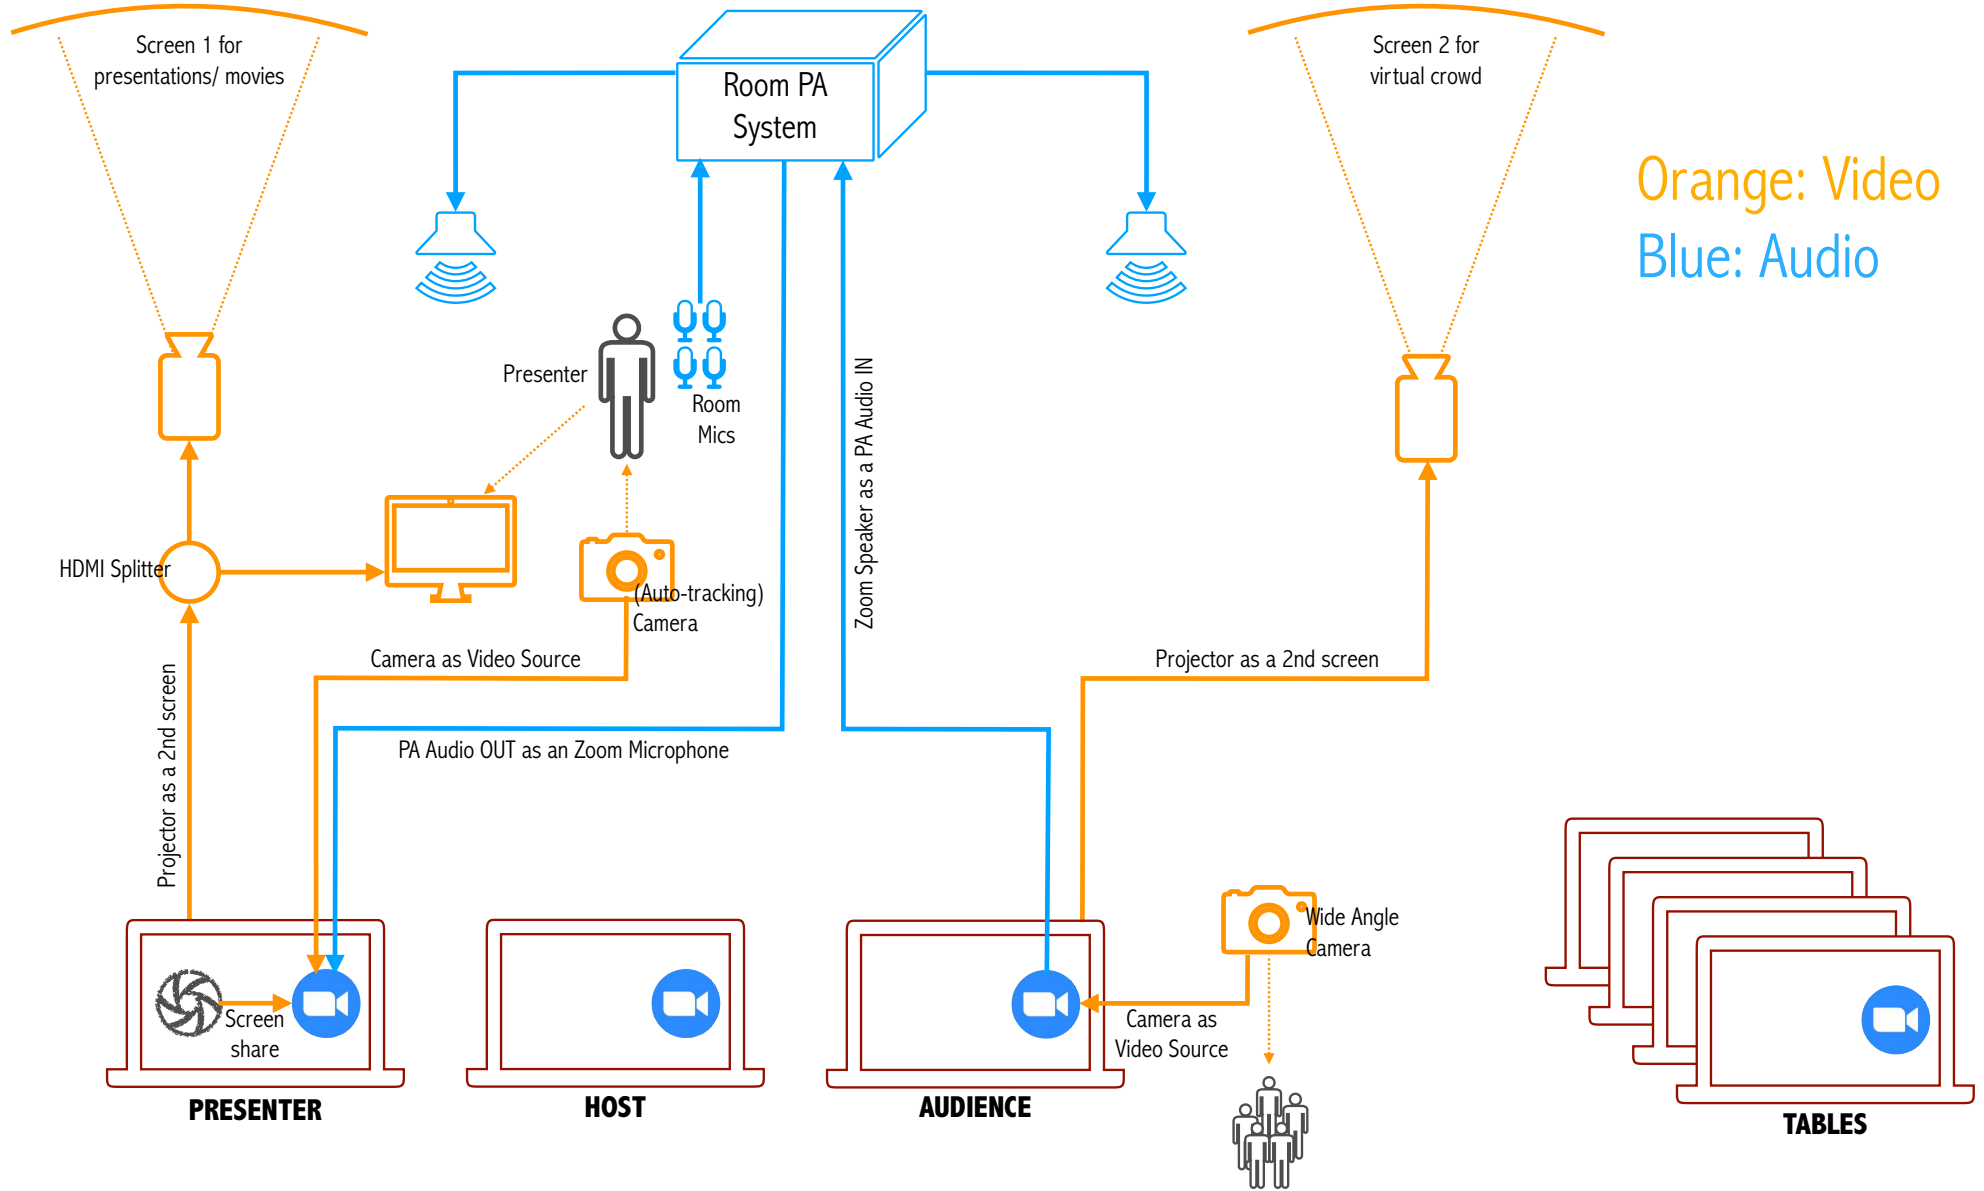 Screen 1 for
presentations/ movies
Room PA
System
Screen 2 for
virtual crowd
Orange: Video
Blue: Audio
Presenter
Room
Mics
Zoom Speaker as a PA Audio IN
HDMI Splitter
(Auto-tracking)
Camera
Camera as Video Source
Projector as a 2nd screen
Projector as a 2nd screen
PA Audio OUT as an Zoom Microphone
Wide Angle
Camera
Screen
share
Camera as
Video Source
PRESENTER
HOST
AUDIENCE
TABLES